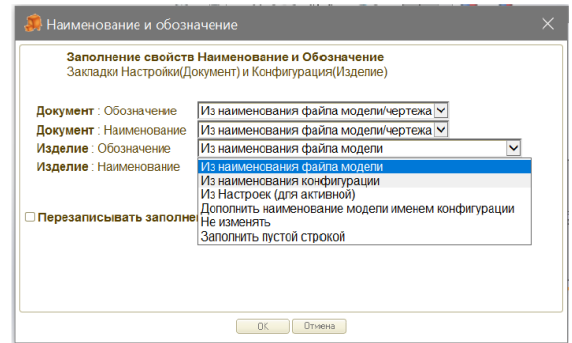 Наименование и обозначение
Заполнение свойств Наименование и Обозначение
Закладки Настройки(Документ) и Конфигурация(Изделие)
Документ : Обозначение Из наименования файла модели/чертежа
Документ : Наименование Из наименования файла модели/чертежа
Изделие : Обозначение Из наименования файла модели
Изделие : Наименование Из наименования файла модели
Из наименования конфигурации
Из Настроек (для активной)
Дополнить наименование модели именем конфигурации
Перезаписывать заполне Не изменять
Заполнить пустой строкой
ОК Отмена